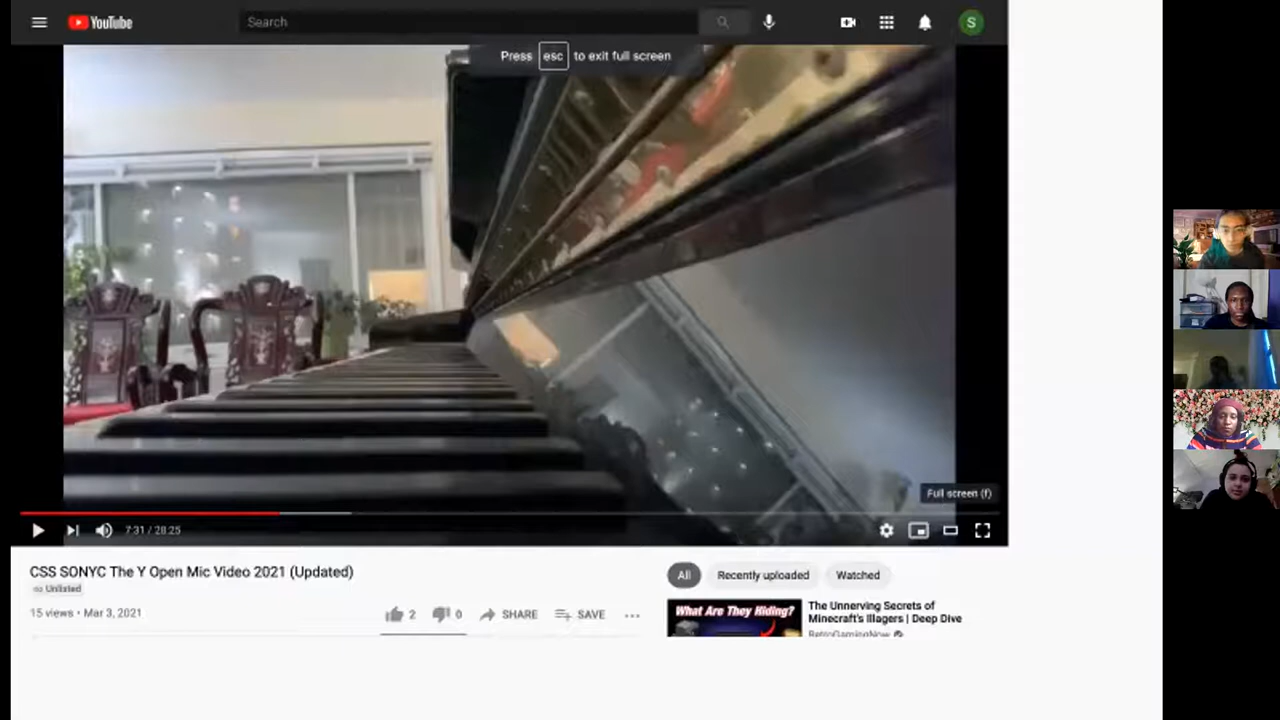 YouTube
Search
S
Press esc to exit full screen
Full screen (f)
7:31 / 28:25
CSS SONYC The Y Open Mic Video 2021 (Updated)
Unlisted
15 views • Mar 3, 2021
2
0
SHARE
SAVE
All
Recently uploaded
Watched
What Are They Hiding?
The Unnerving Secrets of
Minecraft's Illagers | Deep Dive
RetroGamingNow